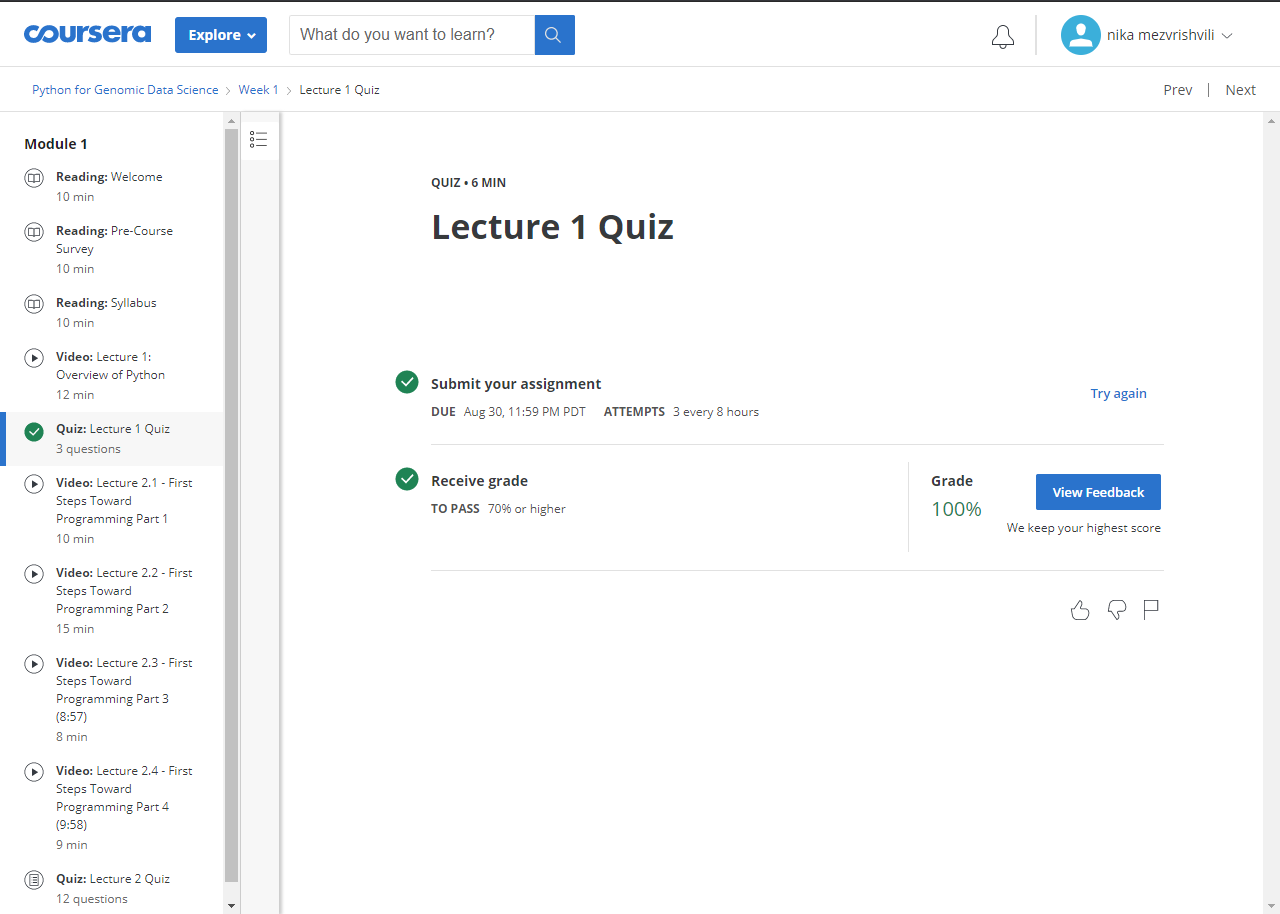 coursera
Explore
What do you want to learn?
nika mezvrishvili
Python for Genomic Data Science > Week 1 > Lecture 1 Quiz
Prev | Next
Module 1
Reading: Welcome
10 min
Reading: Pre-Course
Survey
10 min
Reading: Syllabus
10 min
Video: Lecture 1:
Overview of Python
12 min
Quiz: Lecture 1 Quiz
3 questions
Video: Lecture 2.1 - First
Steps Toward
Programming Part 1
10 min
Video: Lecture 2.2 - First
Steps Toward
Programming Part 2
15 min
Video: Lecture 2.3 - First
Steps Toward
Programming Part 3
(8:57)
8 min
Video: Lecture 2.4 - First
Steps Toward
Programming Part 4
(9:58)
9 min
Quiz: Lecture 2 Quiz
12 questions
QUIZ • 6 MIN
Lecture 1 Quiz
Submit your assignment
DUE Aug 30, 11:59 PM PDT ATTEMPTS 3 every 8 hours
Try again
Receive grade
TO PASS 70% or higher
Grade
100%
View Feedback
We keep your highest score